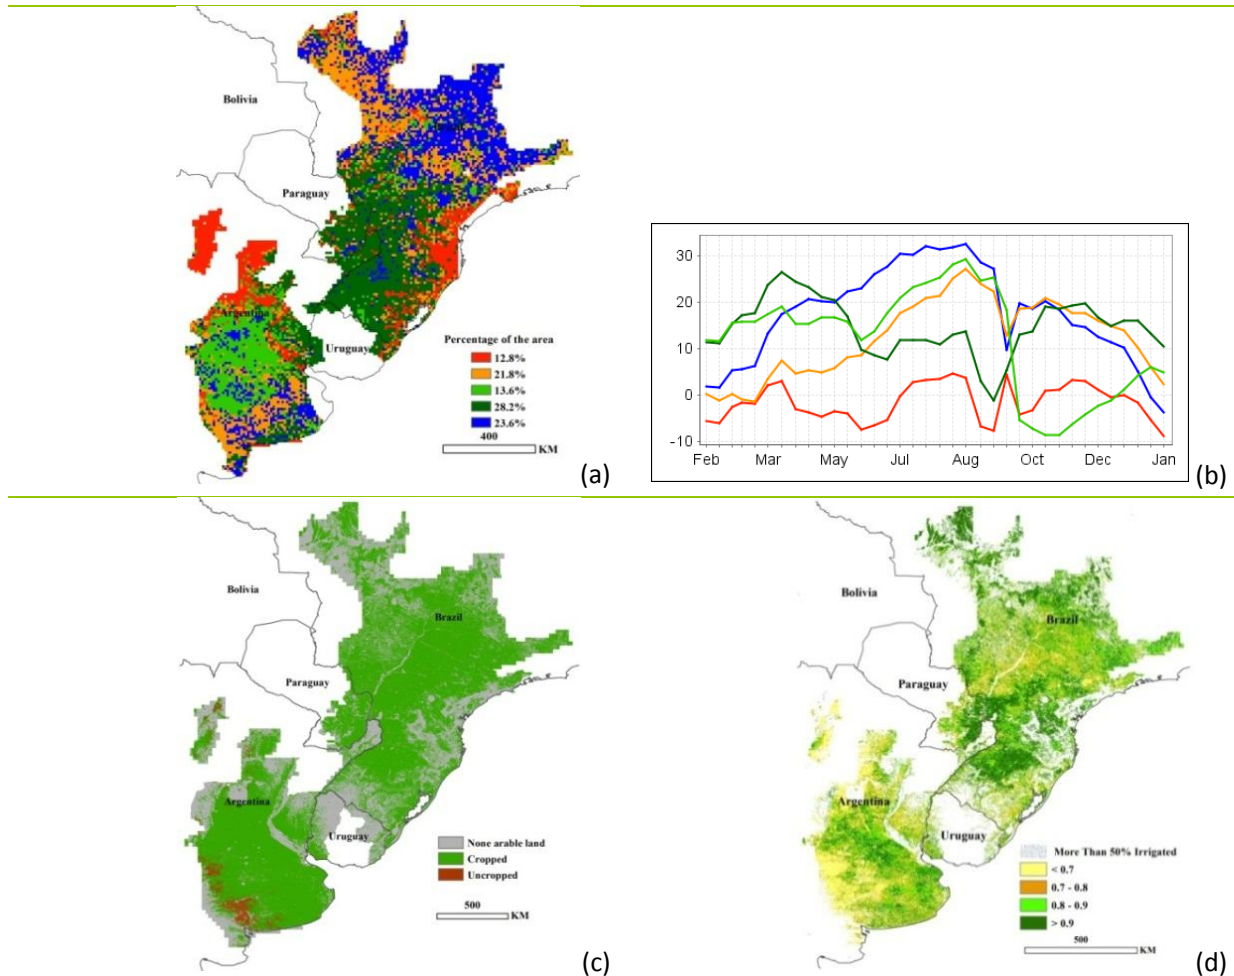 Bolivia
Paraguay
Argentina
Uruguay
Percentage of the area
12.8%
21.8%
13.6%
28.2%
23.6%
400
KM
(a)
30
20
10
0
-10
Feb Mar May Jul Aug Oct Dec Jan
(b)
Bolivia
Brazil
Paraguay
Argentina
Uruguay
None arable land
Cropped
Uncropped
500
KM
(c)
Bolivia
Brazil
Paraguay
Argentina
Uruguay
More Than 50% Irrigated
< 0.7
0.7 - 0.8
0.8 - 0.9
> 0.9
500
KM
(d)